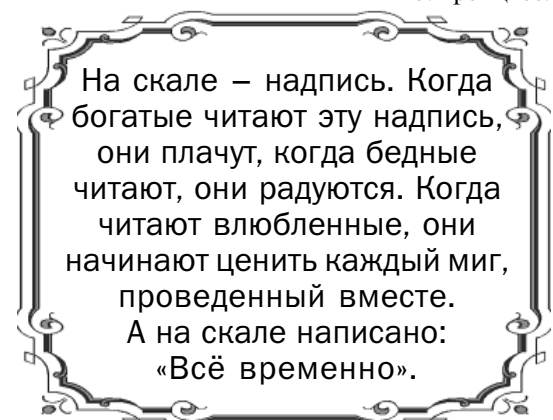 На скале – надпись. Когда
богатые читают эту надпись,
они плачут, когда бедные
читают, они радуются. Когда
читают влюбленные, они
начинают ценить каждый миг,
проведенный вместе.
А на скале написано:
«Всё временно».